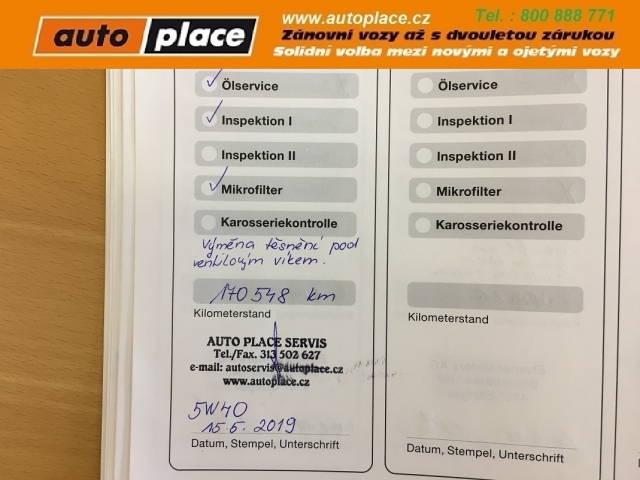 auto place
www.autoplace.cz
Tel. : 800 888 771
Zánovní vozy až s dvouletou zárukou
Solidní volba mezi novými a ojetými vozy
Ölservice
Inspektion I
Inspektion II
Mikrofilter
Karosseriekontrolle
Výměna těsnění pod
ventilovým víkem.
170 548 km
Kilometerstand
AUTO PLACE SERVIS
Tel./Fax. 313 502 627
e-mail: autoservis@autoplace.cz
www.autoplace.cz
5W40
15.5. 2019
Datum, Stempel, Unterschrift
Ölservice
Inspektion I
Inspektion II
Mikrofilter
Karosseriekontrolle
Kilometerstand
Datum, Stempel, Unterschrift